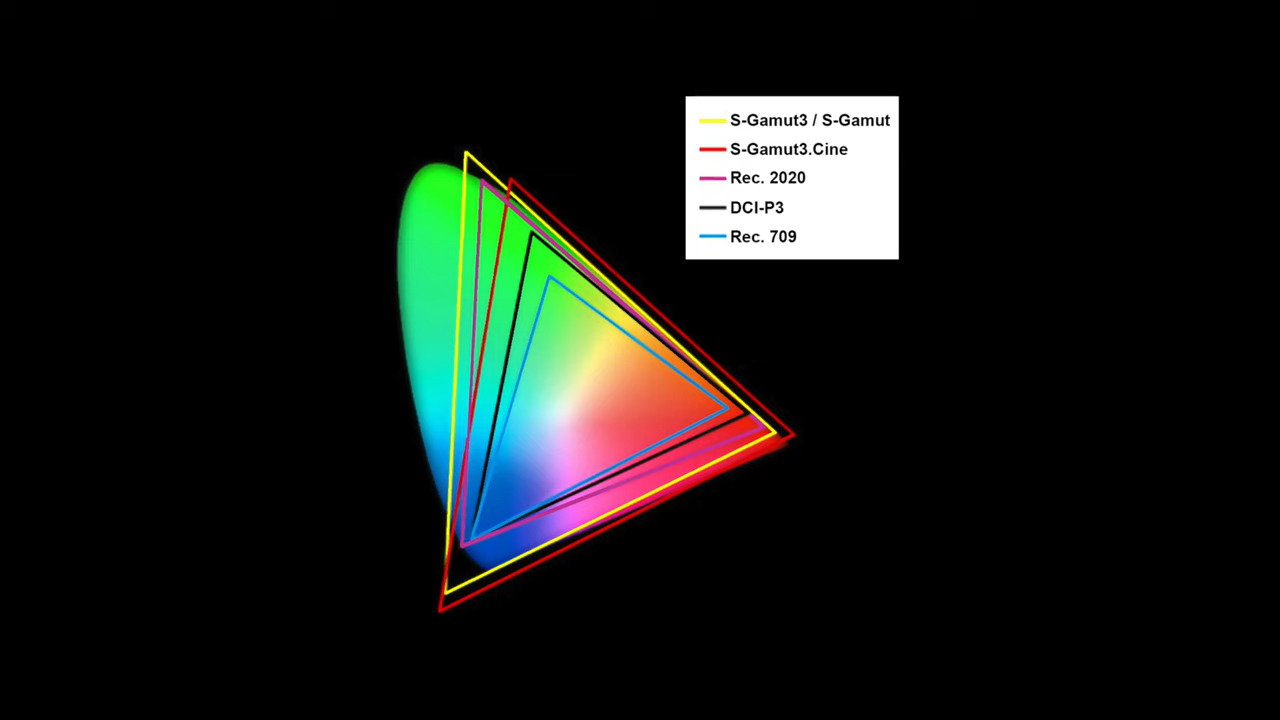 S-Gamut3 / S-Gamut
S-Gamut3.Cine
Rec. 2020
DCI-P3
Rec. 709